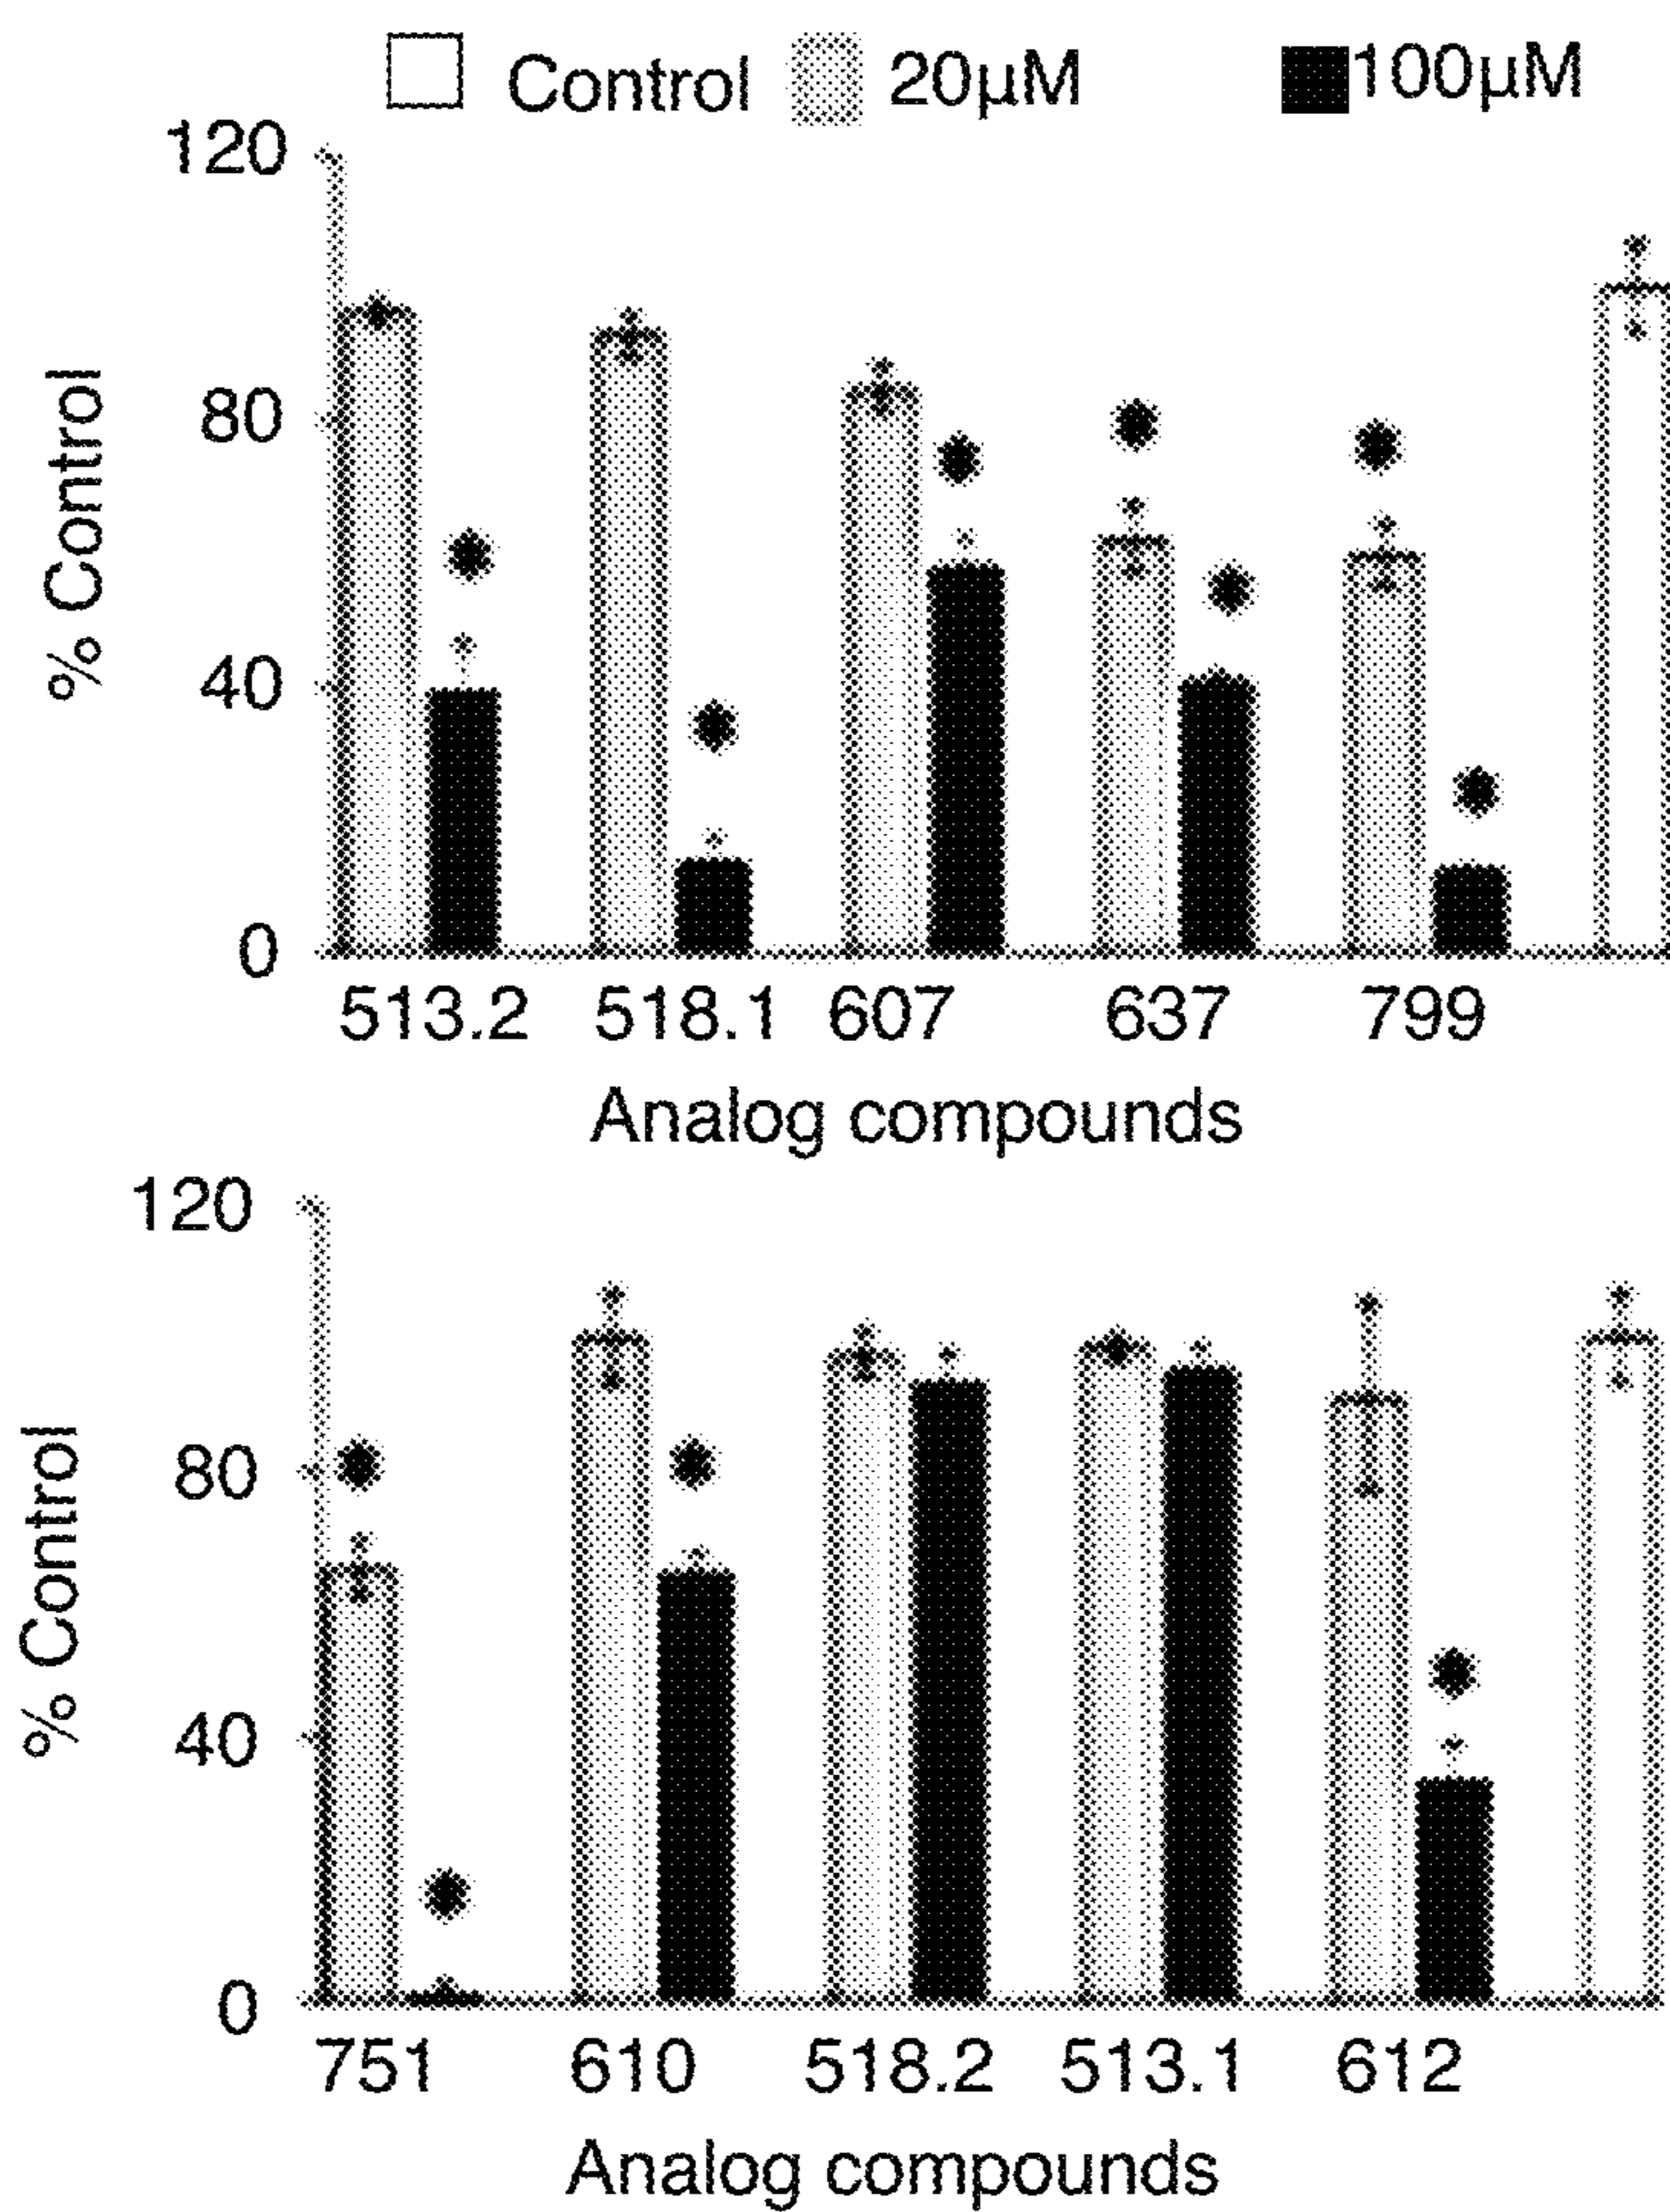 Control 20µM 100µM
120
80
40
0
% Control
513.2 518.1 607 637 799
Analog compounds
120
80
40
0
% Control
751 610 518.2 513.1 612
Analog compounds